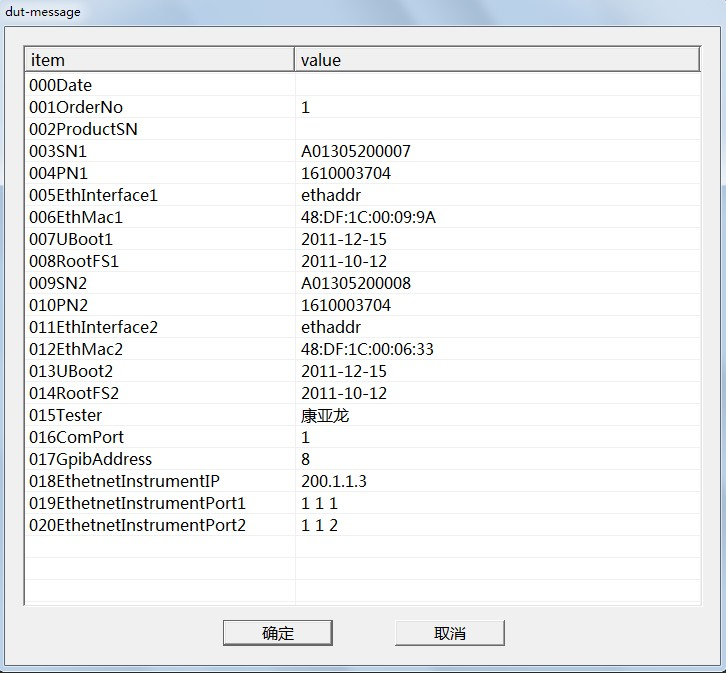 dut-message
item value
000Date
001OrderNo 1
002ProductSN
003SN1 A01305200007
004PN1 1610003704
005EthInterface1 ethaddr
006EthMac1 48:DF:1C:00:09:9A
007UBoot1 2011-12-15
008RootFS1 2011-10-12
009SN2 A01305200008
010PN2 1610003704
011EthInterface2 ethaddr
012EthMac2 48:DF:1C:00:06:33
013UBoot2 2011-12-15
014RootFS2 2011-10-12
015Tester 康亚龙
016ComPort 1
017GpibAddress 8
018EthetnetInstrumentIP 200.1.1.3
019EthetnetInstrumentPort1 1 1 1
020EthetnetInstrumentPort2 1 1 2
确定 取消